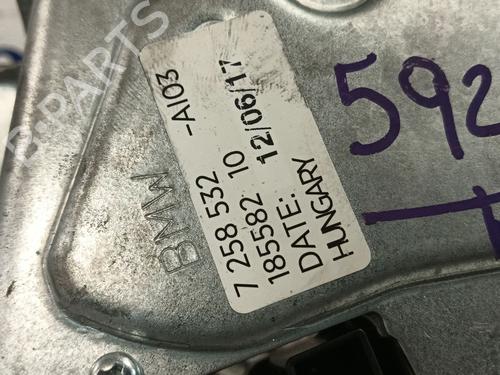 BMW
7 258 532 -AI03
185582 10
DATE: 12/06/17
HUNGARY
592
B-PARTS